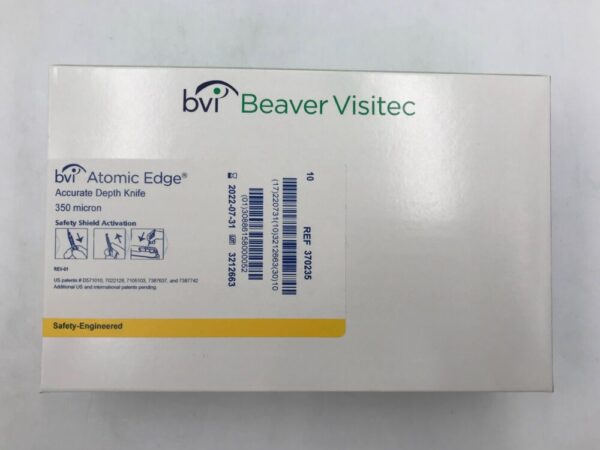 bvi Beaver Visitec
bvi Atomic Edge®
Accurate Depth Knife
350 micron
Safety Shield Activation
REV-01
US patents # D571010, 7022128, 7105103, 7387637, and 7387742
Additional US and international patents pending.
Safety-Engineered
2022-07-31 LOT 3212663
(01)30886158000052
(17)220731(10)3212663(30)10
10
REF 370235